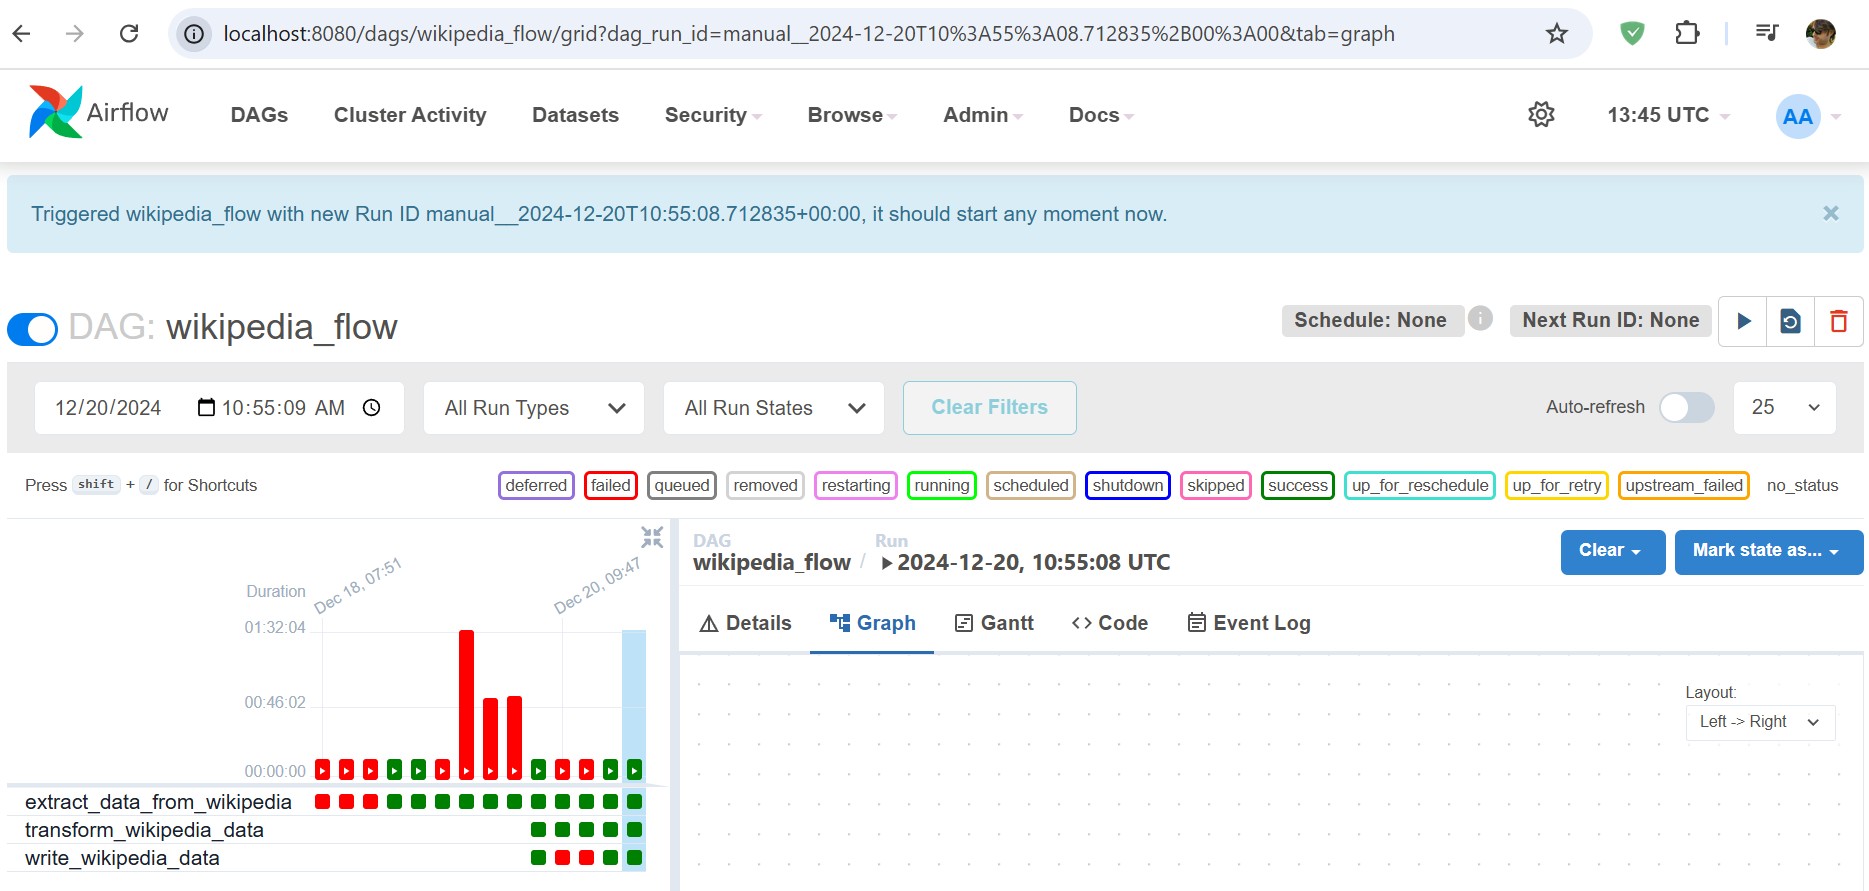 localhost:8080/dags/wikipedia_flow/grid?dag_run_id=manual__2024-12-20T10%3A55%3A08.712835%2B00%3A00&tab=graph
Airflow DAGs Cluster Activity Datasets Security Browse Admin Docs 13:45 UTC AA
Triggered wikipedia_flow with new Run ID manual__2024-12-20T10:55:08.712835+00:00, it should start any moment now. ×
DAG: wikipedia_flow Schedule: None i Next Run ID: None
12/20/2024 10:55:09 AM All Run Types All Run States Clear Filters Auto-refresh 25
Press shift + / for Shortcuts deferred failed queued removed restarting running scheduled shutdown skipped success up_for_reschedule up_for_retry upstream_failed no_status
Duration
Dec 18, 07:51
Dec 20, 09:47
01:32:04
00:46:02
00:00:00
extract_data_from_wikipedia
transform_wikipedia_data
write_wikipedia_data
DAG Run
wikipedia_flow / 2024-12-20, 10:55:08 UTC
Clear Mark state as...
Details Graph Gantt Code Event Log
Layout:
Left -> Right